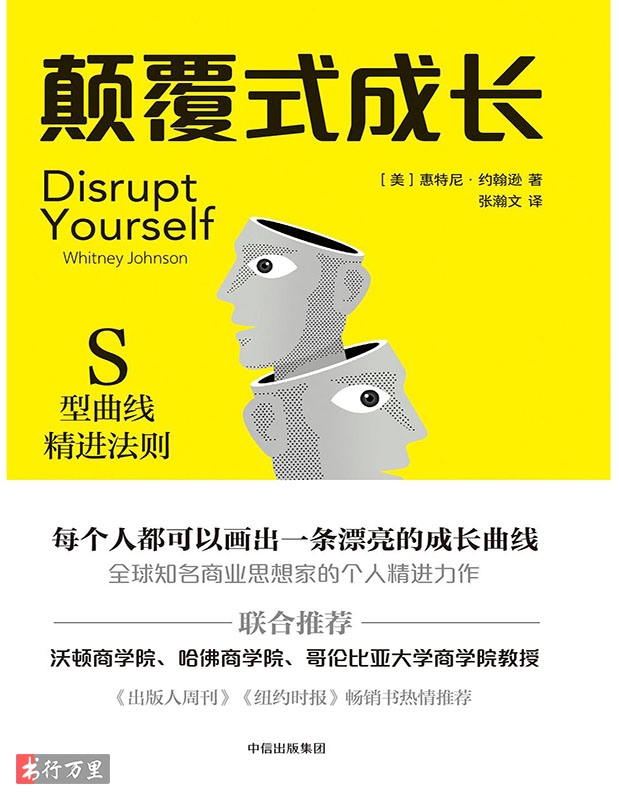 颠覆式成长
Disrupt
Yourself
Whitney Johnson
[美]惠特尼·约翰逊 著
张瀚文 译
S
型曲线
精进法则
每个人都可以画出一条漂亮的成长曲线
全球知名商业思想家的个人精进力作
联合推荐
沃顿商学院、哈佛商学院、哥伦比亚大学商学院教授
《出版人周刊》《纽约时报》畅销书热情推荐
中信出版集团
书行万里